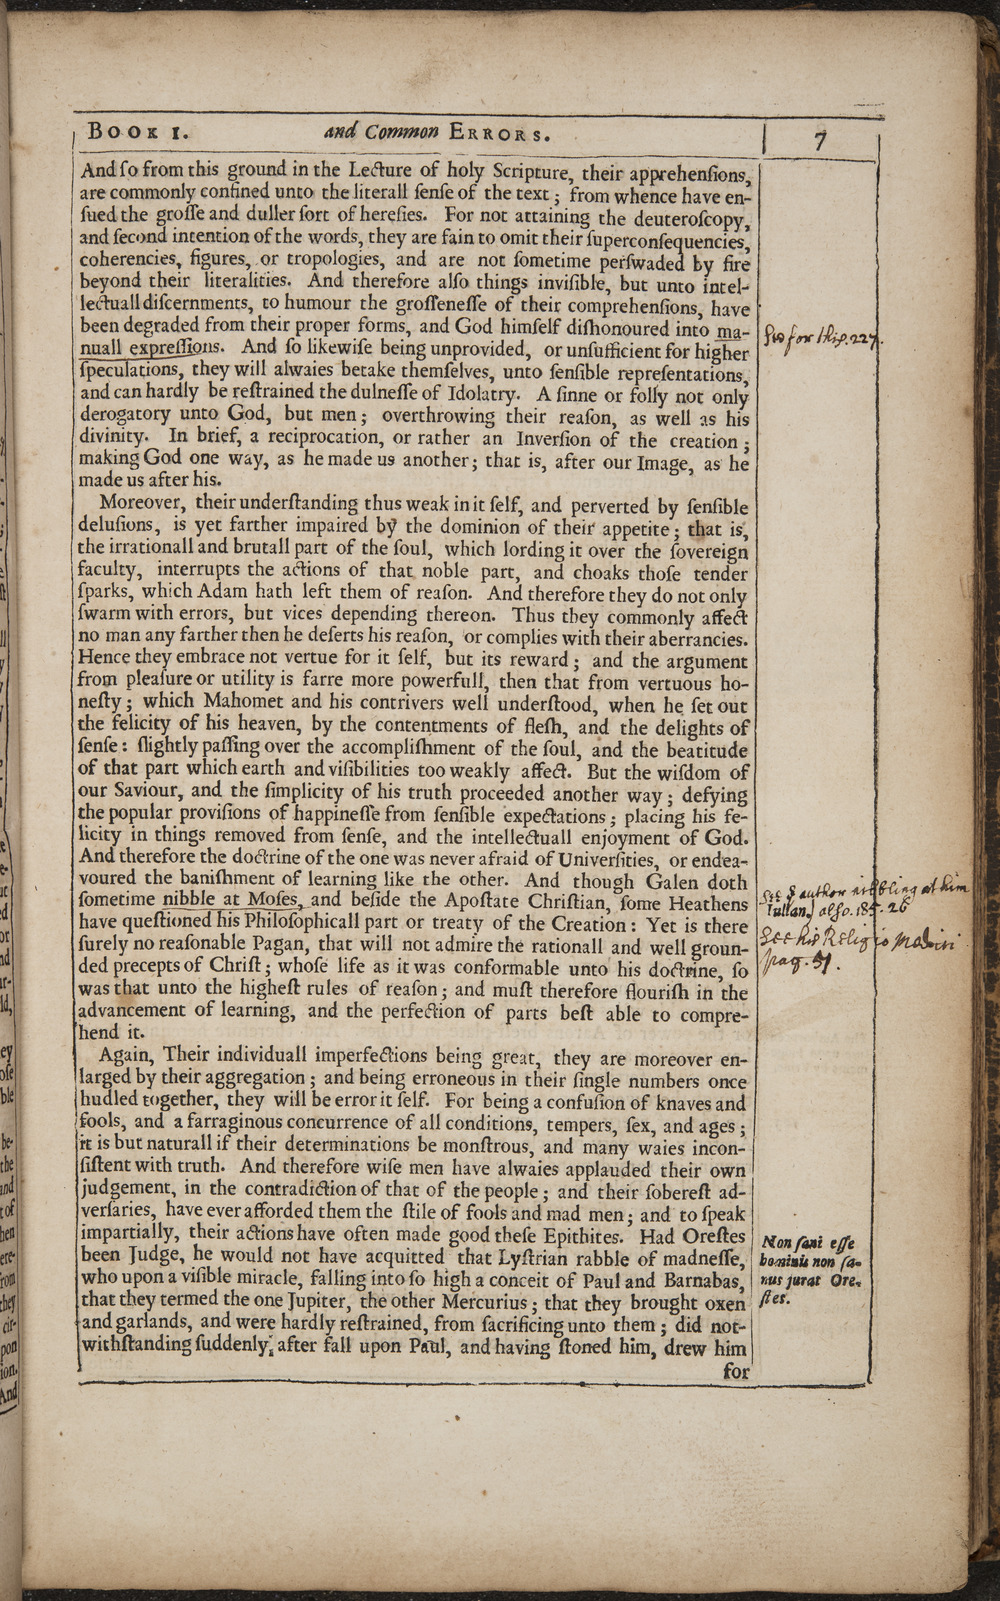 BOOK 1. and Common ERRORS. 7
And ſo from this ground in the Lecture of holy Scripture, their apprehenſions,
are commonly confined unto the literall ſenſe of the text; from whence have en-
ſued the groſſe and duller ſort of hereſies. For not attaining the deuteroſcopy,
and ſecond intention of the words, they are fain to omit their ſuperconſequencies,
coherencies, figures, or tropologies, and are not ſometime perſwaded by fire
beyond their literalities. And therefore alſo things inviſible, but unto intel-
lectuall diſcernments, to humour the groſſeneſſe of their comprehenſions, have
been degraded from their proper forms, and God himſelf diſhonoured into ma-
nuall expreſſions. And ſo likewiſe being unprovided, or unſufficient for higher
ſpeculations, they will alwaies betake themſelves, unto ſenſible repreſentations,
and can hardly be reſtrained the dulneſſe of Idolatry. A ſinne or folly not only
derogatory unto God, but men; overthrowing their reaſon, as well as his
divinity. In brief, a reciprocation, or rather an Inverſion of the creation;
making God one way, as he made us another; that is, after our Image, as he
made us after his.
Moreover, their underſtanding thus weak in it ſelf, and perverted by ſenſible
deluſions, is yet farther impaired by the dominion of their appetite; that is,
the irrationall and brutall part of the ſoul, which lording it over the ſovereign
faculty, interrupts the actions of that noble part, and choaks thoſe tender
ſparks, which Adam hath left them of reaſon. And therefore they do not only
ſwarm with errors, but vices depending thereon. Thus they commonly affect
no man any farther then he deſerts his reaſon, or complies with their aberrancies.
Hence they embrace not vertue for it ſelf, but its reward; and the argument
from pleaſure or utility is farre more powerfull, then that from vertuous ho-
neſty; which Mahomet and his contrivers well underſtood, when he ſet out
the felicity of his heaven, by the contentments of fleſh, and the delights of
ſenſe: ſlightly paſſing over the accompliſhment of the ſoul, and the beatitude
of that part which earth and viſibilities too weakly affect. But the wiſdom of
our Saviour, and the ſimplicity of his truth proceeded another way; defying
the popular proviſions of happineſſe from ſenſible expectations; placing his fe-
licity in things removed from ſenſe, and the intellectuall enjoyment of God.
And therefore the doctrine of the one was never afraid of Univerſities, or endea-
voured the baniſhment of learning like the other. And though Galen doth
ſometime nibble at Moſes, and beſide the Apoſtate Chriſtian, ſome Heathens
have queſtioned his Philoſophicall part or treaty of the Creation: Yet is there
ſurely no reaſonable Pagan, that will not admire the rationall and well groun-
ded precepts of Chriſt; whoſe life as it was conformable unto his doctrine, ſo
was that unto the higheſt rules of reaſon; and muſt therefore flouriſh in the
advancement of learning, and the perfection of parts beſt able to compre-
hend it.
Again, Their individuall imperfections being great, they are moreover en-
larged by their aggregation; and being erroneous in their ſingle numbers once
hudled together, they will be error it ſelf. For being a confuſion of knaves and
fools, and a farraginous concurrence of all conditions, tempers, ſex, and ages;
it is but naturall if their determinations be monſtrous, and many waies incon-
ſiſtent with truth. And therefore wiſe men have alwaies applauded their own
judgement, in the contradiction of that of the people; and their ſobereſt ad-
verſaries, have ever afforded them the ſtile of fools and mad men; and to ſpeak
impartially, their actions have often made good theſe Epithites. Had Oreſtes
been Judge, he would not have acquitted that Lyſtrian rabble of madneſſe,
who upon a viſible miracle, falling into ſo high a conceit of Paul and Barnabas,
that they termed the one Jupiter, the other Mercurius; that they brought oxen
and garlands, and were hardly reſtrained, from ſacrificing unto them; did not-
withſtanding ſuddenly, after fall upon Paul, and having ſtoned him, drew him
for
for this p. 227.
author nibbling at him
alſo. 185. 26
See his Religio Medici
pag. 51.
Non ſani eſſe
hominis non ſa-
nus jurat Ore-
ſtes.